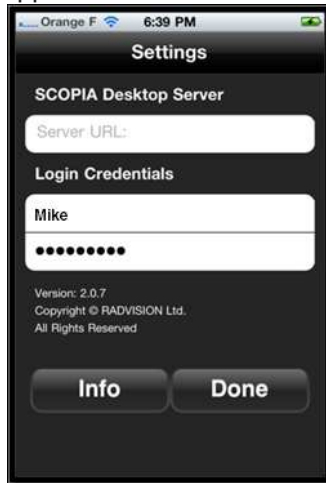 Orange F 6:39 PM
Settings
SCOPIA Desktop Server
Server URL:
Login Credentials
Mike
●●●●●●●●●
Version: 2.0.7
Copyright © RADVISION Ltd.
All Rights Reserved
Info Done